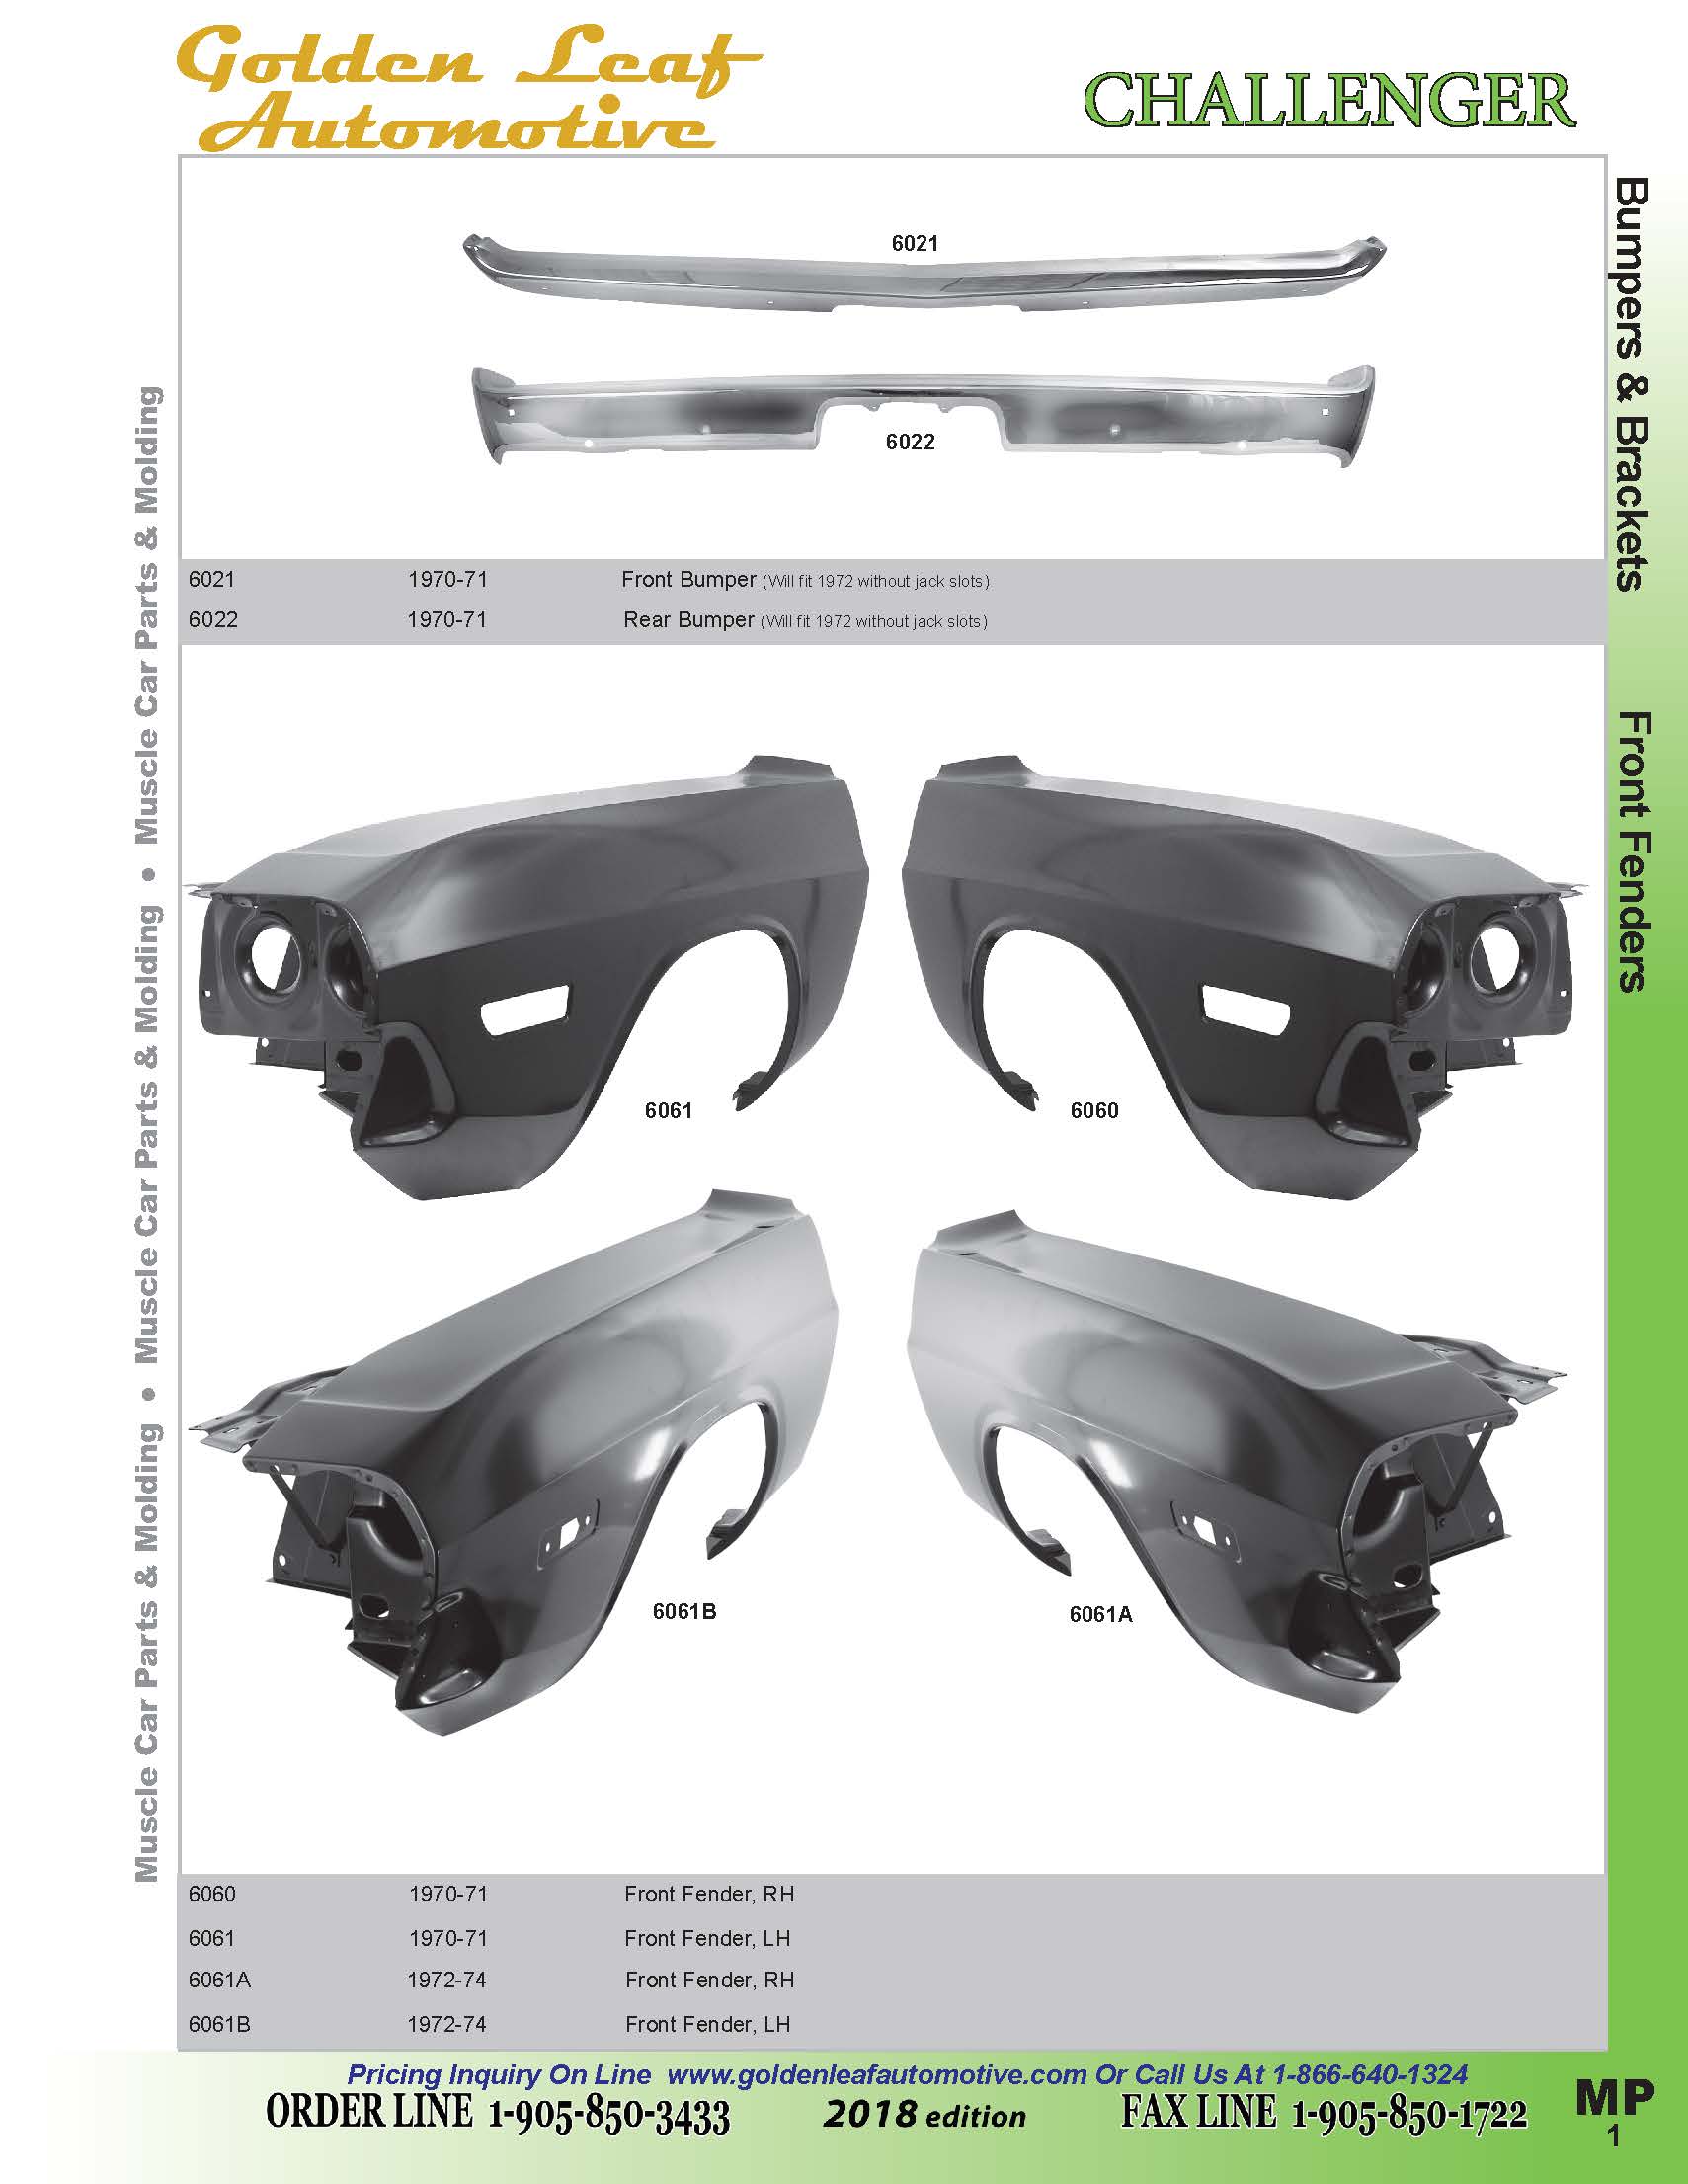 Golden Leaf
Automotive
CHALLENGER
6021
6022
6021 1970-71 Front Bumper (Will fit 1972 without jack slots)
6022 1970-71 Rear Bumper (Will fit 1972 without jack slots)
6061
6060
6061B
6061A
6060 1970-71 Front Fender, RH
6061 1970-71 Front Fender, LH
6061A 1972-74 Front Fender, RH
6061B 1972-74 Front Fender, LH
Muscle Car Parts & Molding • Muscle Car Parts & Molding • Muscle Car Parts & Molding
Bumpers & Brackets Front Fenders
Pricing Inquiry On Line www.goldenleafautomotive.com Or Call Us At 1-866-640-1324
ORDER LINE 1-905-850-3433 2018 edition FAX LINE 1-905-850-1722
MP
1